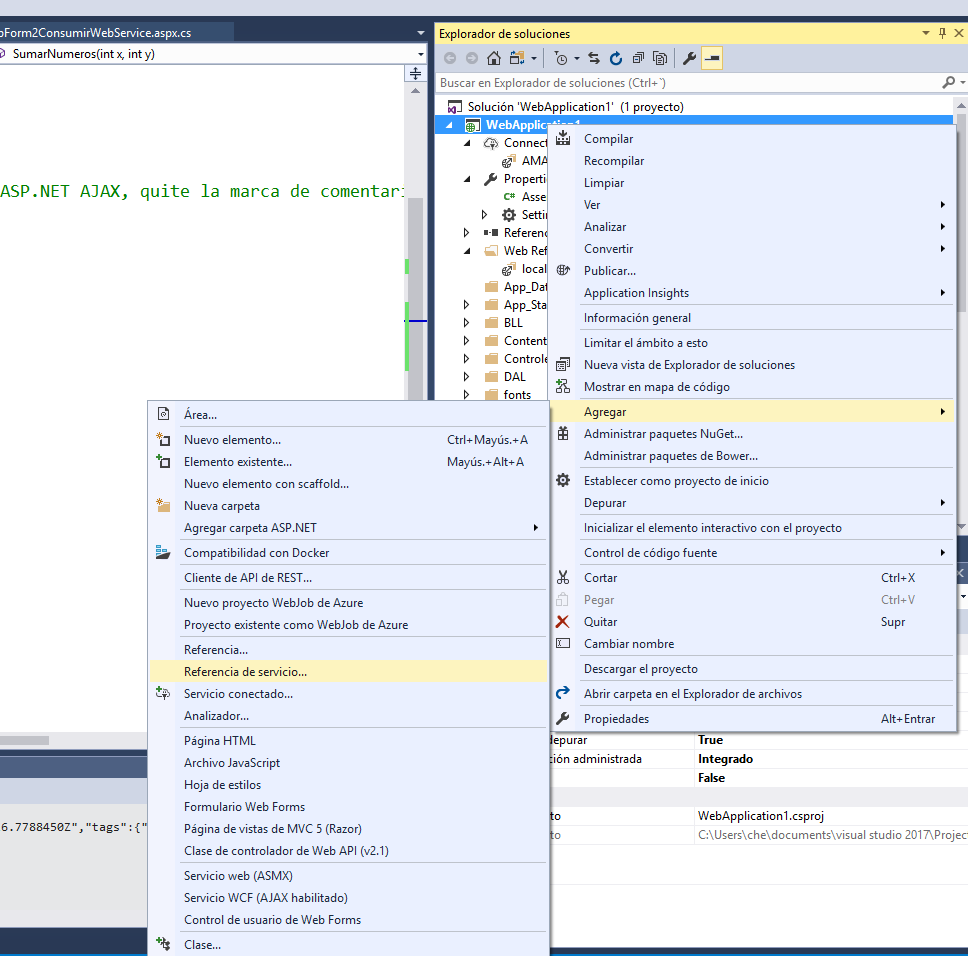 oForm2ConsumirWebService.aspx.cs
SumarNumeros(int x, int y)
ASP.NET AJAX, quite la marca de comentari
Explorador de soluciones
Buscar en Explorador de soluciones (Ctrl+`)
Solución 'WebApplication1' (1 proyecto)
WebApplication1
Connect
AMA
Properti
C# Asse
Settin
Referenc
Web Ref
local
App_Dat
App_Sta
BLL
Content
Controle
DAL
fonts
Compilar
Recompilar
Limpiar
Ver
Analizar
Convertir
Publicar...
Application Insights
Información general
Limitar el ámbito a esto
Nueva vista de Explorador de soluciones
Mostrar en mapa de código
Agregar
Administrar paquetes NuGet...
Administrar paquetes de Bower...
Establecer como proyecto de inicio
Depurar
Inicializar el elemento interactivo con el proyecto
Control de código fuente
Cortar Ctrl+X
Pegar Ctrl+V
Quitar Supr
Cambiar nombre
Descargar el proyecto
Abrir carpeta en el Explorador de archivos
Propiedades Alt+Entrar
Área...
Nuevo elemento... Ctrl+Mayús.+A
Elemento existente... Mayús.+Alt+A
Nuevo elemento con scaffold...
Nueva carpeta
Agregar carpeta ASP.NET
Compatibilidad con Docker
Cliente de API de REST...
Nuevo proyecto WebJob de Azure
Proyecto existente como WebJob de Azure
Referencia...
Referencia de servicio...
Servicio conectado...
Analizador...
Página HTML
Archivo JavaScript
Hoja de estilos
Formulario Web Forms
Página de vistas de MVC 5 (Razor)
Clase de controlador de Web API (v2.1)
Servicio web (ASMX)
Servicio WCF (AJAX habilitado)
Control de usuario de Web Forms
Clase...
depurar True
ción administrada Integrado
False
to WebApplication1.csproj
to C:\Users\che\documents\visual studio 2017\Project
6.7788450Z","tags":{"